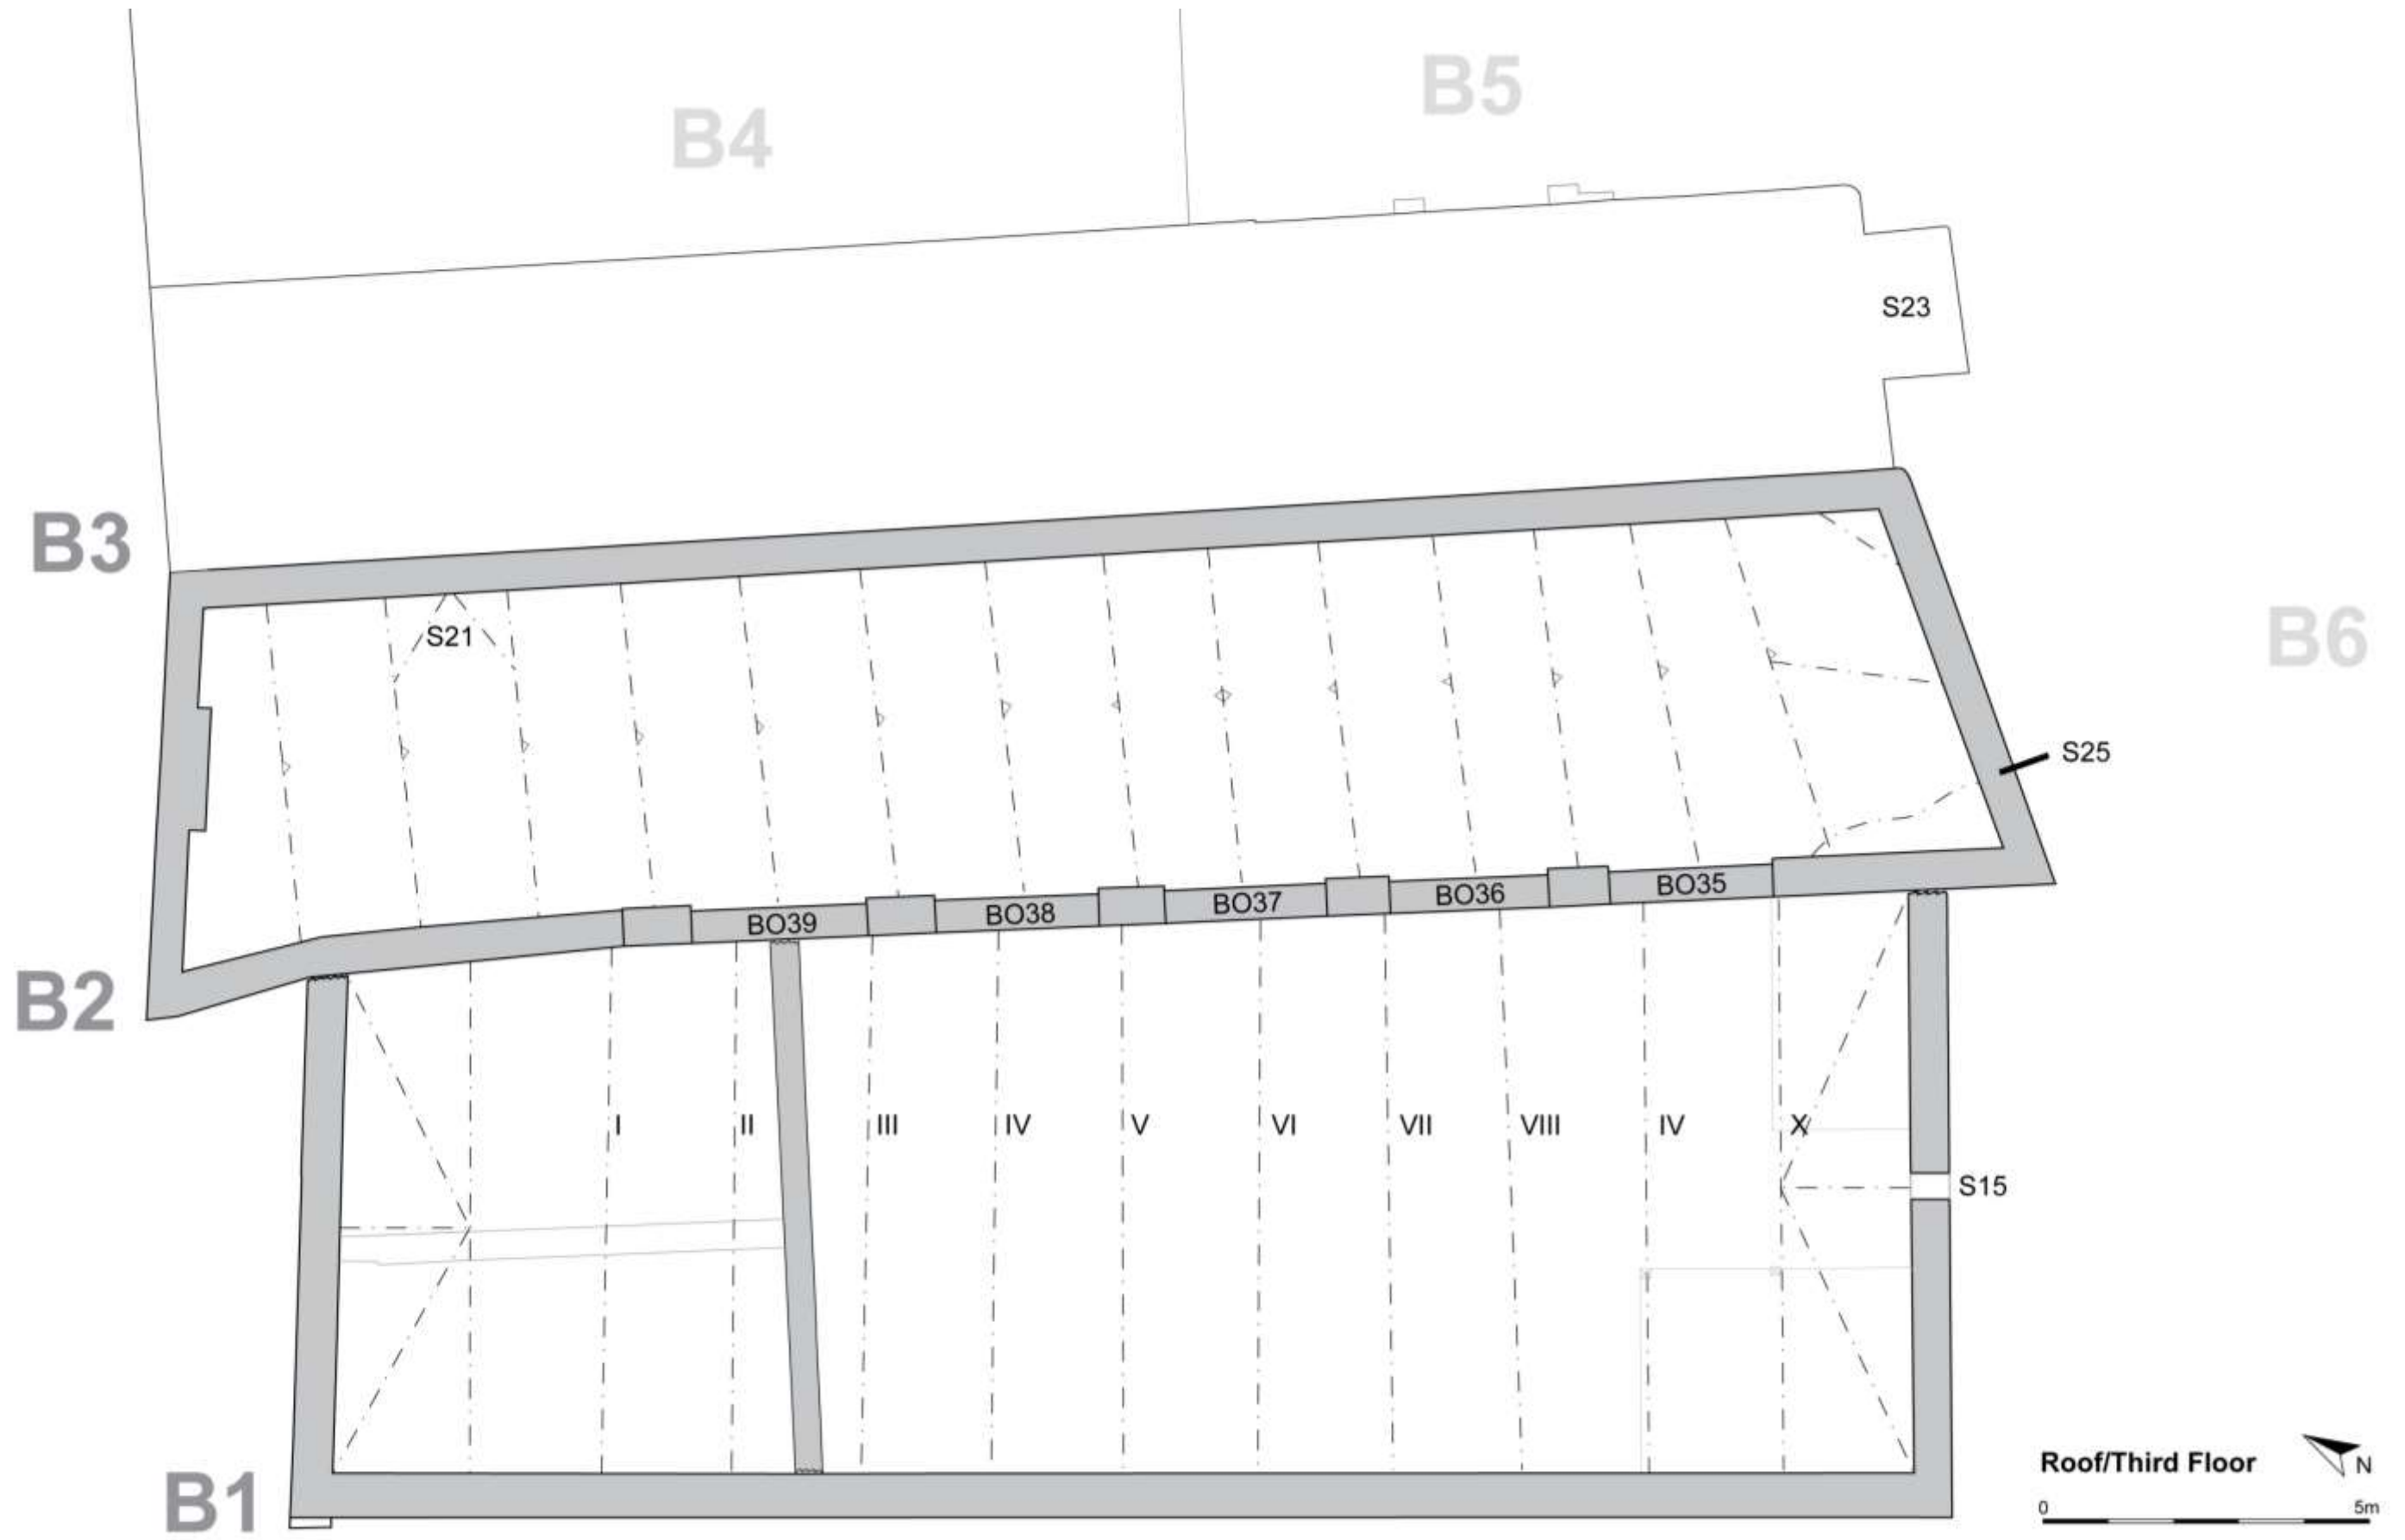 B5
B4
S23
B3
B6
S21
S25
BO39 BO38 BO37 BO36 BO35
B2
I II III IV V VI VII VIII IV X
S15
B1
Roof/Third Floor
N
0 5m